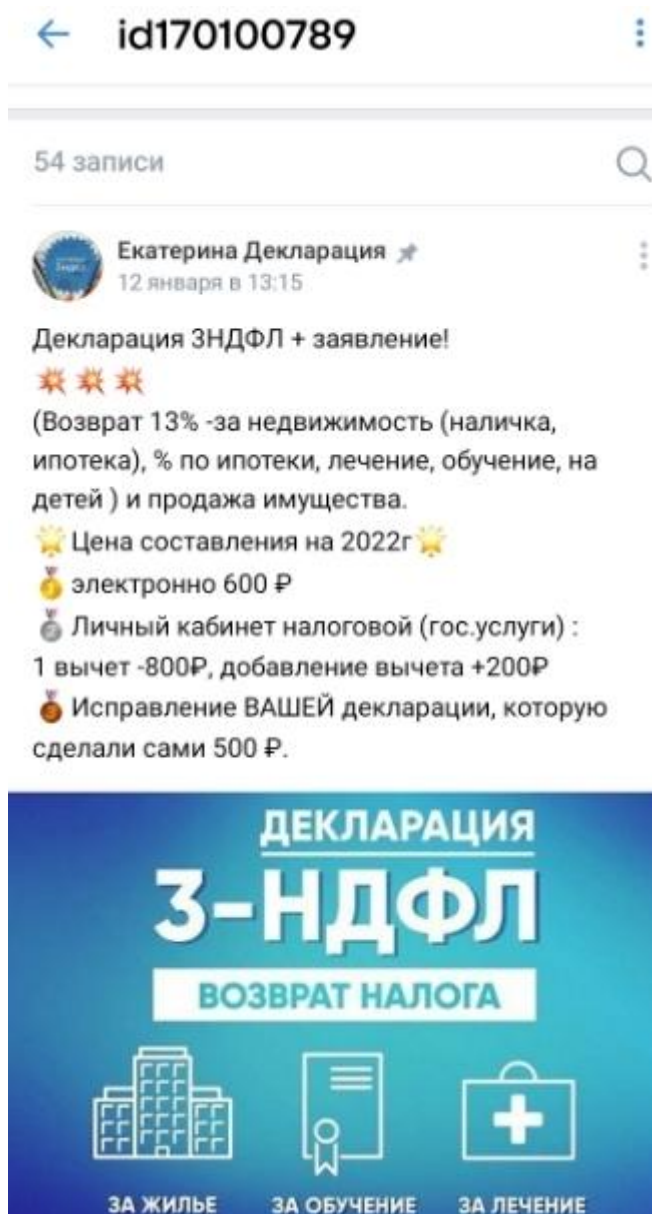 id170100789
54 записи
Екатерина Декларация
12 января в 13:15
Декларация 3НДФЛ + заявление!
💥💥💥
(Возврат 13% -за недвижимость (наличка,
ипотека), % по ипотеки, лечение, обучение, на
детей ) и продажа имущества.
🌟 Цена составления на 2022г 🌟
🥇 электронно 600 ₽
🥈 Личный кабинет налоговой (гос.услуги) :
1 вычет -800₽, добавление вычета +200₽
🥉 Исправление ВАШЕЙ декларации, которую
сделали сами 500 ₽.
ДЕКЛАРАЦИЯ
3-НДФЛ
ВОЗВРАТ НАЛОГА
ЗА ЖИЛЬЕ ЗА ОБУЧЕНИЕ ЗА ЛЕЧЕНИЕ